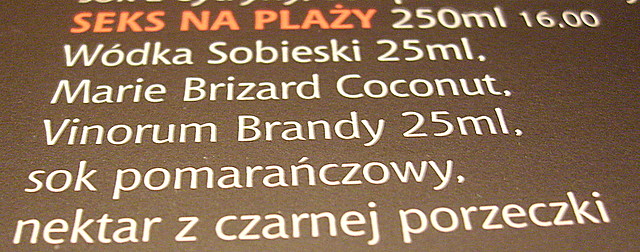 SEKS NA PLAŻY 250ml 16.00
Wódka Sobieski 25ml,
Marie Brizard Coconut,
Vinorum Brandy 25ml,
sok pomarańczowy,
nektar z czarnej porzeczki